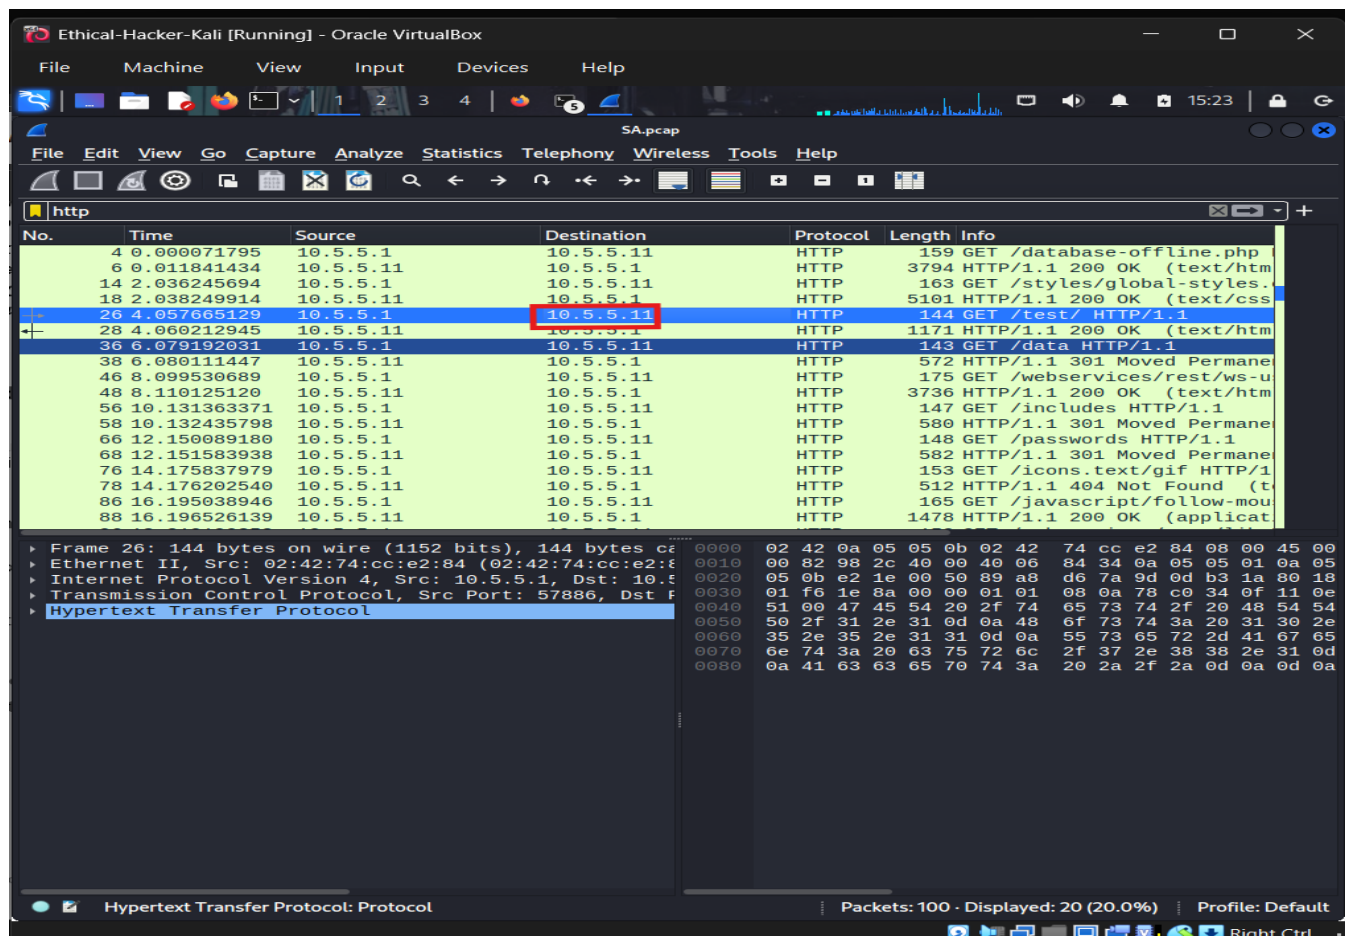 Ethical-Hacker-Kali [Running] - Oracle VirtualBox
File Machine View Input Devices Help
1 2 3 4 5 15:23
SA.pcap
File Edit View Go Capture Analyze Statistics Telephony Wireless Tools Help
http
No. Time Source Destination Protocol Length Info
4 0.000071795 10.5.5.1 10.5.5.11 HTTP 159 GET /database-offline.php
6 0.011841434 10.5.5.11 10.5.5.1 HTTP 3794 HTTP/1.1 200 OK (text/htm
14 2.036245694 10.5.5.1 10.5.5.11 HTTP 163 GET /styles/global-styles.
18 2.038249914 10.5.5.11 10.5.5.1 HTTP 5101 HTTP/1.1 200 OK (text/css
26 4.057665129 10.5.5.1 10.5.5.11 HTTP 144 GET /test/ HTTP/1.1
28 4.060212945 10.5.5.11 10.5.5.1 HTTP 1171 HTTP/1.1 200 OK (text/htm
36 6.079192031 10.5.5.1 10.5.5.11 HTTP 143 GET /data HTTP/1.1
38 6.080111447 10.5.5.11 10.5.5.1 HTTP 572 HTTP/1.1 301 Moved Permane
46 8.099530689 10.5.5.1 10.5.5.11 HTTP 175 GET /webservices/rest/ws-u
48 8.110125120 10.5.5.11 10.5.5.1 HTTP 3736 HTTP/1.1 200 OK (text/htm
56 10.131363371 10.5.5.1 10.5.5.11 HTTP 147 GET /includes HTTP/1.1
58 10.132435798 10.5.5.11 10.5.5.1 HTTP 580 HTTP/1.1 301 Moved Permane
66 12.150089180 10.5.5.1 10.5.5.11 HTTP 148 GET /passwords HTTP/1.1
68 12.151583938 10.5.5.11 10.5.5.1 HTTP 582 HTTP/1.1 301 Moved Permane
76 14.175837979 10.5.5.1 10.5.5.11 HTTP 153 GET /icons.text/gif HTTP/1
78 14.176202540 10.5.5.11 10.5.5.1 HTTP 512 HTTP/1.1 404 Not Found (t
86 16.195038946 10.5.5.1 10.5.5.11 HTTP 165 GET /javascript/follow-mou
88 16.196526139 10.5.5.11 10.5.5.1 HTTP 1478 HTTP/1.1 200 OK (applicat
Frame 26: 144 bytes on wire (1152 bits), 144 bytes ca
Ethernet II, Src: 02:42:74:cc:e2:84 (02:42:74:cc:e2:8
Internet Protocol Version 4, Src: 10.5.5.1, Dst: 10.5
Transmission Control Protocol, Src Port: 57886, Dst P
Hypertext Transfer Protocol
0000 02 42 0a 05 05 0b 02 42 74 cc e2 84 08 00 45 00
0010 00 82 98 2c 40 00 40 06 84 34 0a 05 05 01 0a 05
0020 05 0b e2 1e 00 50 89 a8 d6 7a 9d 0d b3 1a 80 18
0030 01 f6 1e 8a 00 00 01 01 08 0a 78 c0 34 0f 11 0e
0040 51 00 47 45 54 20 2f 74 65 73 74 2f 20 48 54 54
0050 50 2f 31 2e 31 0d 0a 48 6f 73 74 3a 20 31 30 2e
0060 35 2e 35 2e 31 31 0d 0a 55 73 65 72 2d 41 67 65
0070 6e 74 3a 20 63 75 72 6c 2f 37 2e 38 38 2e 31 0d
0080 0a 41 63 63 65 70 74 3a 20 2a 2f 2a 0d 0a 0d 0a
Hypertext Transfer Protocol: Protocol
Packets: 100 · Displayed: 20 (20.0%)
Profile: Default
Right Ctrl